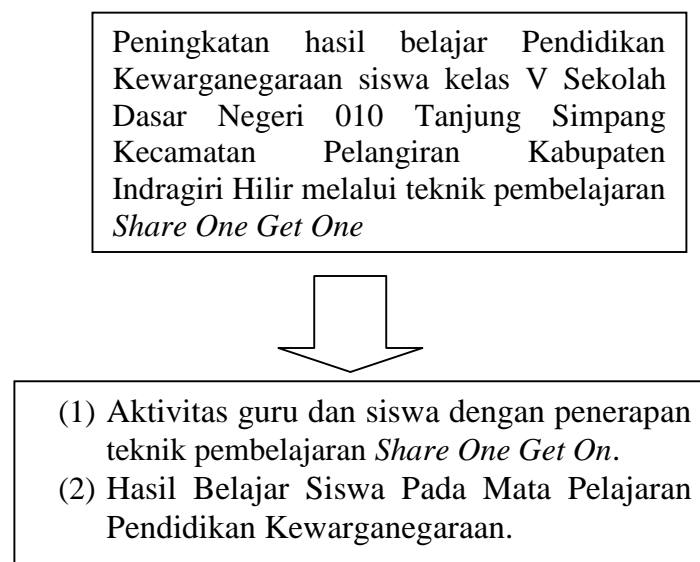 Peningkatan hasil belajar Pendidikan
Kewarganegaraan siswa kelas V Sekolah
Dasar Negeri 010 Tanjung Simpang
Kecamatan Pelangiran Kabupaten
Indragiri Hilir melalui teknik pembelajaran
Share One Get One
(1) Aktivitas guru dan siswa dengan penerapan
teknik pembelajaran Share One Get On.
(2) Hasil Belajar Siswa Pada Mata Pelajaran
Pendidikan Kewarganegaraan.